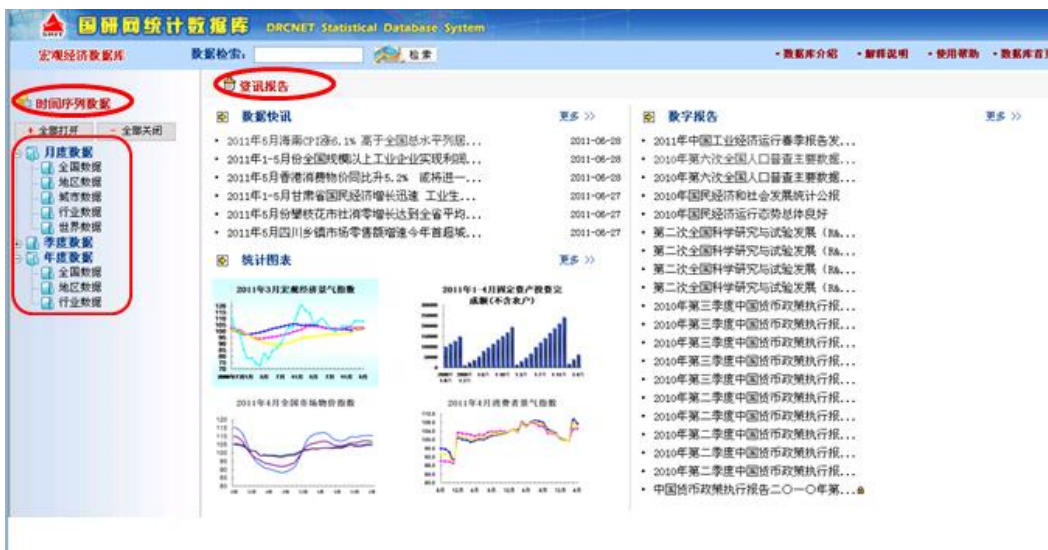 国研网统计数据库 DRCNET Statistical Database System
宏观经济数据库 数据检索: 检索 ·数据库介绍 ·解释说明 ·使用帮助 ·数据库首页
时间序列数据
+ 全部打开 - 全部关闭
月度数据
全国数据
地区数据
城市数据
行业数据
世界数据
季度数据
年度数据
全国数据
地区数据
行业数据
资讯报告
数据快讯 更多 >>
· 2011年5月海南CPI涨6.1% 高于全国总水平列居... 2011-06-28
· 2011年1-5月份全国规模以上工业企业实现利润... 2011-06-28
· 2011年5月香港消费物价同比升5.2% 或将进一... 2011-06-28
· 2011年1-5月甘肃省国民经济增长迅速 工业生... 2011-06-27
· 2011年5月份攀枝花市社消零增长达到全省平均... 2011-06-27
· 2011年5月四川乡镇市场零售额增速今年首超城... 2011-06-27
统计图表 更多 >>
2011年3月宏观经济景气指数
2011年1-4月固定资产投资完
成额(不含农户)
2011年4月全国市场物价指数
2011年4月消费者景气指数
数字报告 更多 >>
· 2011年中国工业经济运行春季报告发...
· 2010年第六次全国人口普查主要数据...
· 2010年第六次全国人口普查主要数据...
· 2010年国民经济和社会发展统计公报
· 2010年国民经济运行态势总体良好
· 第二次全国科学研究与试验发展（R&...
· 第二次全国科学研究与试验发展（R&...
· 第二次全国科学研究与试验发展（R&...
· 第二次全国科学研究与试验发展（R&...
· 2010年第三季度中国货币政策执行报...
· 2010年第三季度中国货币政策执行报...
· 2010年第三季度中国货币政策执行报...
· 2010年第三季度中国货币政策执行报...
· 2010年第三季度中国货币政策执行报...
· 2010年第二季度中国货币政策执行报...
· 2010年第二季度中国货币政策执行报...
· 2010年第二季度中国货币政策执行报...
· 2010年第二季度中国货币政策执行报...
· 2010年第二季度中国货币政策执行报...
· 中国货币政策执行报告二〇一〇年第...